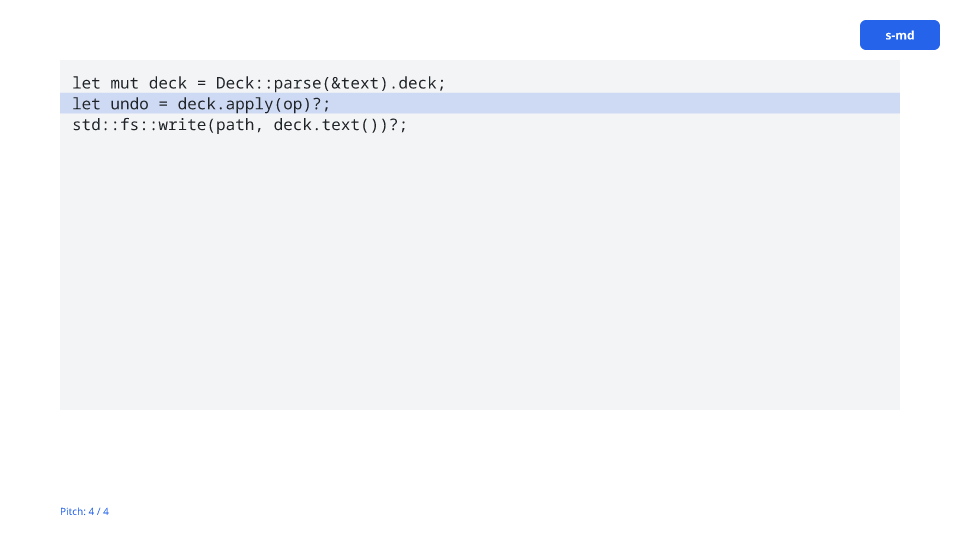 s-md
let mut deck = Deck::parse(&text).deck;
let undo = deck.apply(op)?;
std::fs::write(path, deck.text())?;
Pitch: 4 / 4